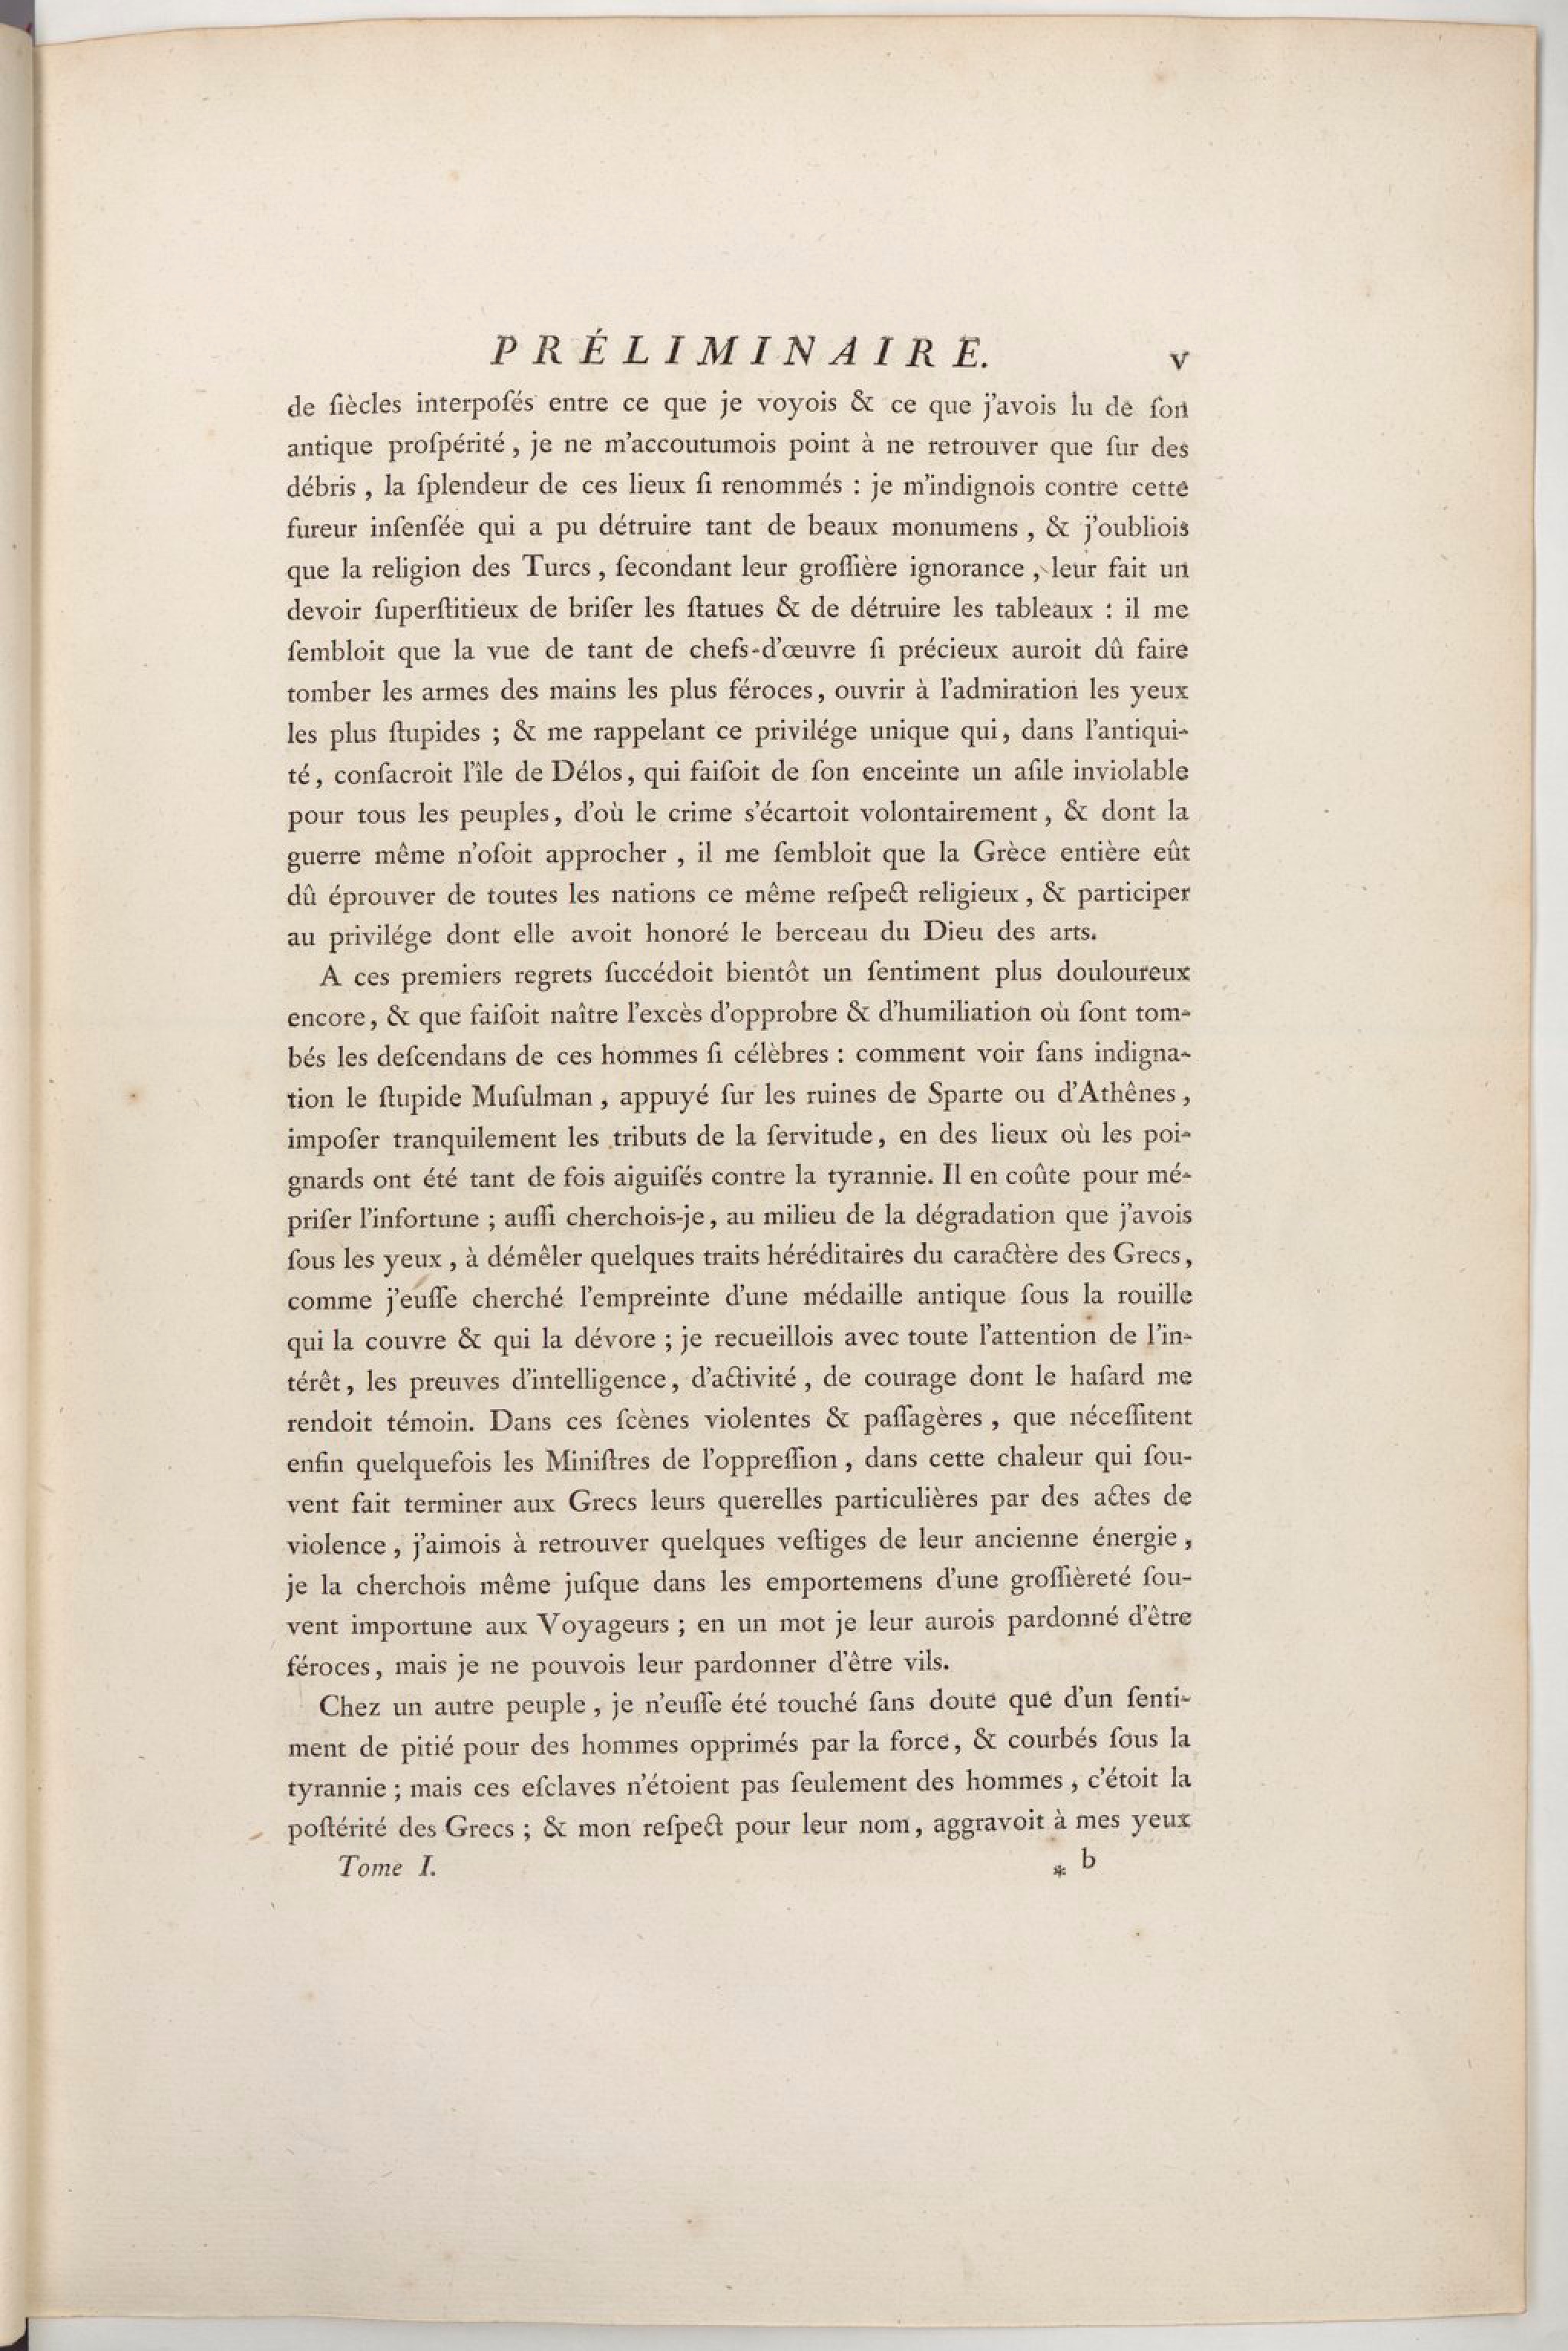 PRÉLIMINAIRE. v
de ſiècles interpoſés entre ce que je voyois & ce que j'avois lu de ſon
antique proſpérité, je ne m'accoutumois point à ne retrouver que ſur des
débris, la ſplendeur de ces lieux ſi renommés : je m'indignois contre cette
fureur inſenſée qui a pu détruire tant de beaux monumens, & j'oubliois
que la religion des Turcs, ſecondant leur groſſière ignorance, leur fait un
devoir ſuperſtitieux de briſer les ſtatues & de détruire les tableaux : il me
ſembloit que la vue de tant de chefs-d'œuvre ſi précieux auroit dû faire
tomber les armes des mains les plus féroces, ouvrir à l'admiration les yeux
les plus ſtupides ; & me rappelant ce privilége unique qui, dans l'antiqui-
té, conſacroit l'île de Délos, qui faiſoit de ſon enceinte un aſile inviolable
pour tous les peuples, d'où le crime s'écartoit volontairement, & dont la
guerre même n'oſoit approcher, il me ſembloit que la Grèce entière eût
dû éprouver de toutes les nations ce même reſpect religieux, & participer
au privilége dont elle avoit honoré le berceau du Dieu des arts.
A ces premiers regrets ſuccédoit bientôt un ſentiment plus douloureux
encore, & que faiſoit naître l'excès d'opprobre & d'humiliation où ſont tom-
bés les deſcendans de ces hommes ſi célèbres : comment voir ſans indigna-
tion le ſtupide Muſulman, appuyé ſur les ruines de Sparte ou d'Athênes,
impoſer tranquilement les tributs de la ſervitude, en des lieux où les poi-
gnards ont été tant de fois aiguiſés contre la tyrannie. Il en coûte pour mé-
priſer l'infortune ; auſſi cherchois-je, au milieu de la dégradation que j'avois
ſous les yeux, à démêler quelques traits héréditaires du caractère des Grecs,
comme j'euſſe cherché l'empreinte d'une médaille antique ſous la rouille
qui la couvre & qui la dévore ; je recueillois avec toute l'attention de l'in-
térêt, les preuves d'intelligence, d'activité, de courage dont le haſard me
rendoit témoin. Dans ces ſcènes violentes & paſſagères, que néceſſitent
enfin quelquefois les Miniſtres de l'oppreſſion, dans cette chaleur qui ſou-
vent fait terminer aux Grecs leurs querelles particulières par des actes de
violence, j'aimois à retrouver quelques veſtiges de leur ancienne énergie,
je la cherchois même juſque dans les emportemens d'une groſſièreté ſou-
vent importune aux Voyageurs ; en un mot je leur aurois pardonné d'être
féroces, mais je ne pouvois leur pardonner d'être vils.
Chez un autre peuple, je n'euſſe été touché ſans doute que d'un ſenti-
ment de pitié pour des hommes opprimés par la force, & courbés ſous la
tyrannie ; mais ces eſclaves n'étoient pas ſeulement des hommes, c'étoit la
poſtérité des Grecs ; & mon reſpect pour leur nom, aggravoit à mes yeux
Tome I. * b